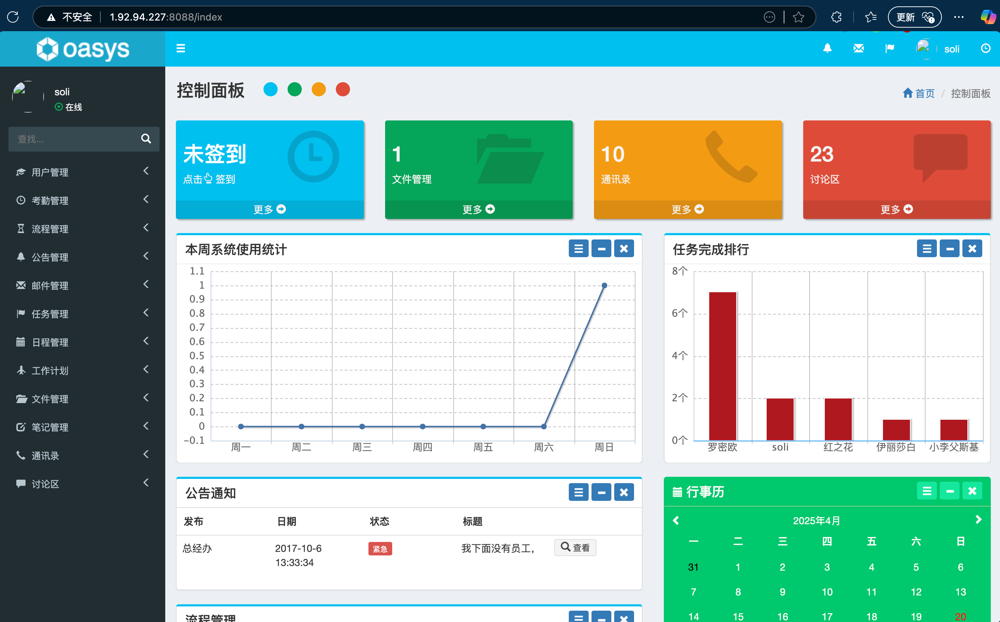 不安全 1.92.94.227:8088/index 更新
oasys
soli
soli
在线
查找...
用户管理
考勤管理
流程管理
公告管理
邮件管理
任务管理
日程管理
工作计划
文件管理
笔记管理
通讯录
讨论区
控制面板
首页 / 控制面板
未签到
点击 签到
更多
1
文件管理
更多
10
通讯录
更多
23
讨论区
更多
本周系统使用统计
1.1
1
0.9
0.8
0.7
0.6
0.5
0.4
0.3
0.2
0.1
0
-0.1
周一 周二 周三 周四 周五 周六 周日
任务完成排行
8个
6个
4个
2个
0个
罗密欧 soli 红之花 伊丽莎白 小李父斯基
公告通知
发布 日期 状态 标题
总经办 2017-10-6 紧急 我下面没有员工, 查看
13:33:34
流程管理
行事历
2025年4月
一 二 三 四 五 六 日
31 1 2 3 4 5 6
7 8 9 10 11 12 13
14 15 16 17 18 19 20